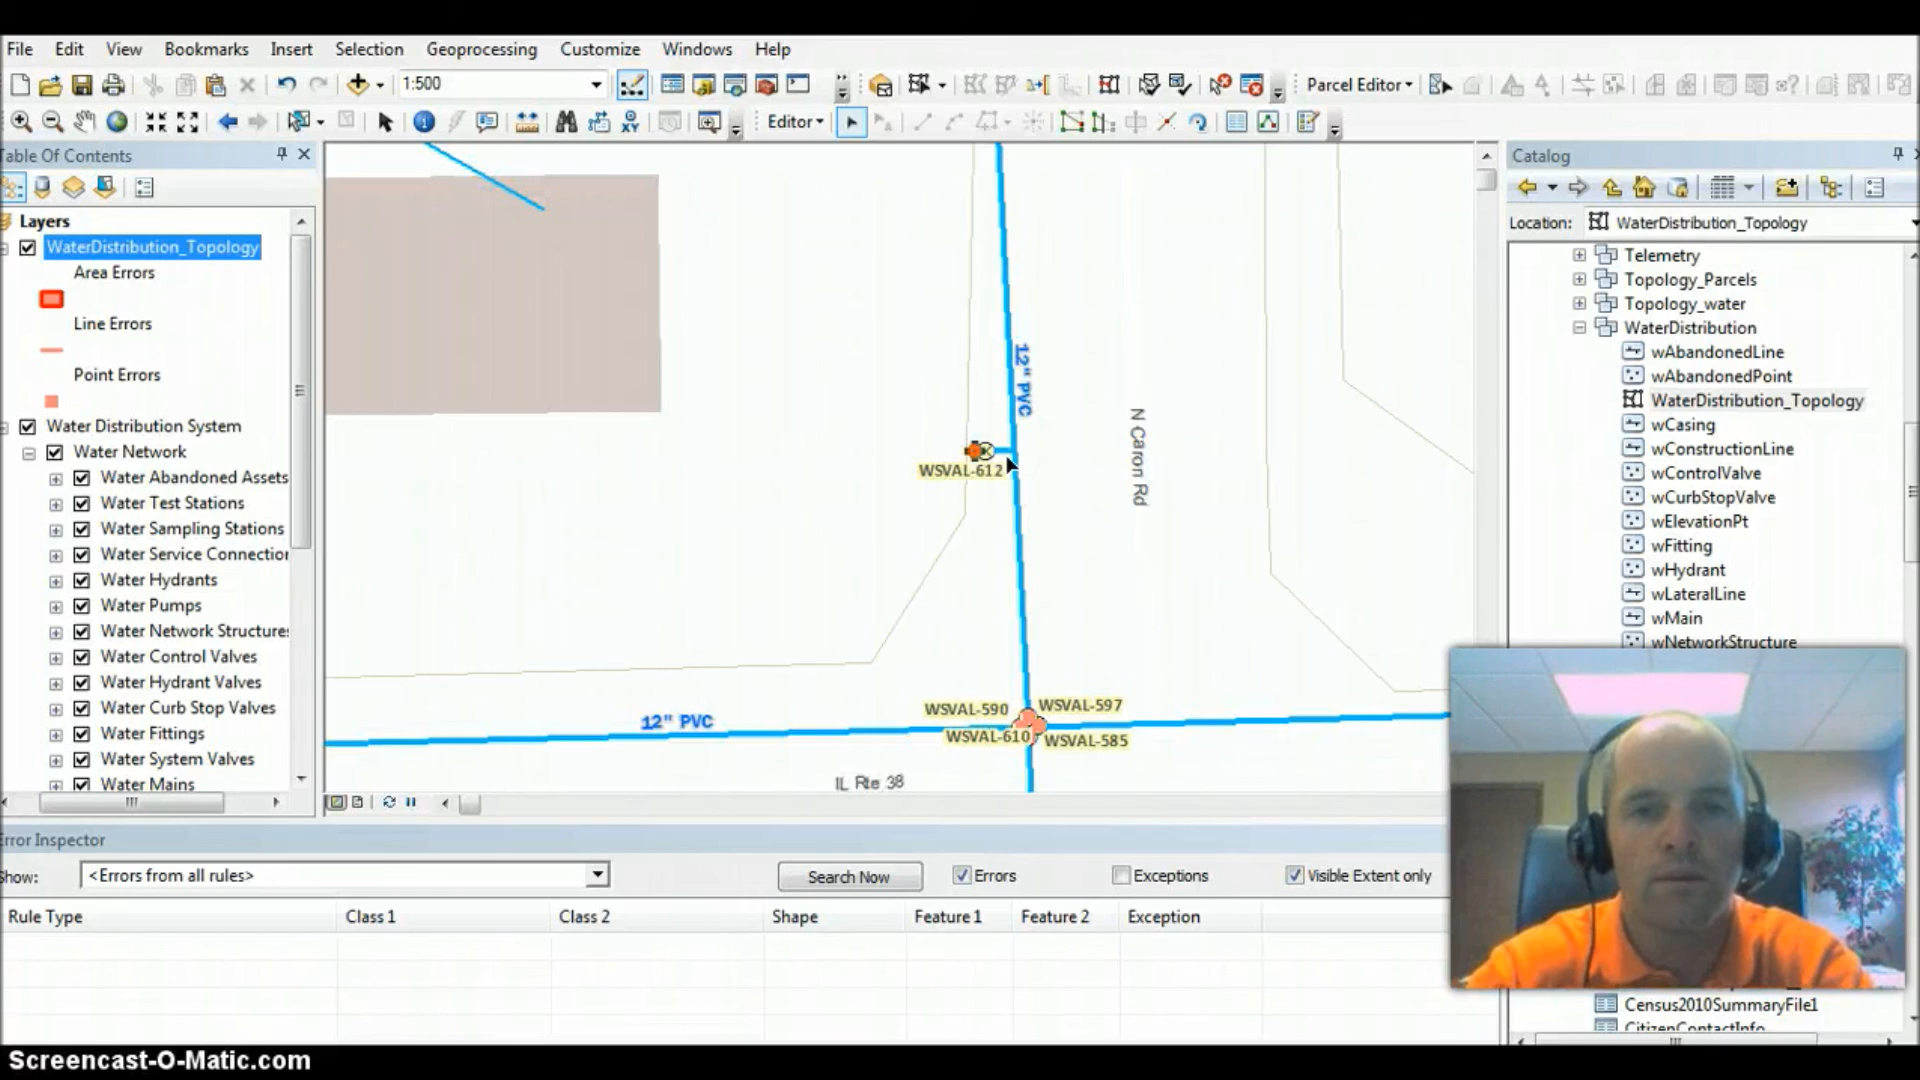 File Edit View Bookmarks Insert Selection Geoprocessing Customize Windows Help
1:500 Parcel Editor
Editor
Table Of Contents
Layers
WaterDistribution_Topology
Area Errors
Line Errors
Point Errors
Water Distribution System
Water Network
Water Abandoned Assets
Water Test Stations
Water Sampling Stations
Water Service Connection
Water Hydrants
Water Pumps
Water Network Structures
Water Control Valves
Water Hydrant Valves
Water Curb Stop Valves
Water Fittings
Water System Valves
Water Mains
12" PVC
N Caron Rd
WSVAL-612
WSVAL-590 WSVAL-597
12" PVC
WSVAL-610 WSVAL-585
IL Rte 38
Catalog
Location: WaterDistribution_Topology
Telemetry
Topology_Parcels
Topology_water
WaterDistribution
wAbandonedLine
wAbandonedPoint
WaterDistribution_Topology
wCasing
wConstructionLine
wControlValve
wCurbStopValve
wElevationPt
wFitting
wHydrant
wLateralLine
wMain
wNetworkStructure
Census2010SummaryFile1
CitizenContactInfo
Error Inspector
Show: <Errors from all rules> Search Now Errors Exceptions Visible Extent only
Rule Type Class 1 Class 2 Shape Feature 1 Feature 2 Exception
Screencast-O-Matic.com